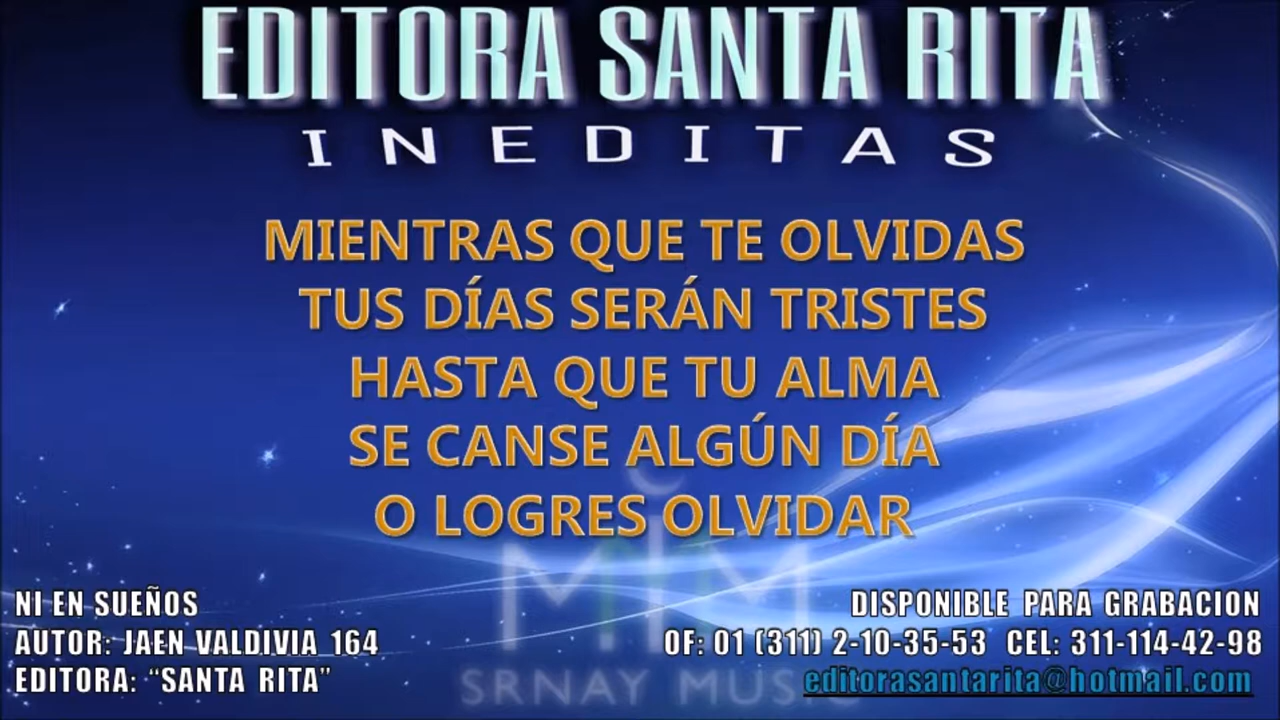 EDITORA SANTA RITA
INEDITAS
MIENTRAS QUE TE OLVIDAS
TUS DÍAS SERÁN TRISTES
HASTA QUE TU ALMA
SE CANSE ALGÚN DÍA
O LOGRES OLVIDAR
NI EN SUEÑOS
AUTOR: JAEN VALDIVIA 164
EDITORA: “SANTA RITA”
DISPONIBLE PARA GRABACION
OF: 01 (311) 2-10-35-53 CEL: 311-114-42-98
editorasantarita@hotmail.com
SRNAY MUSIC